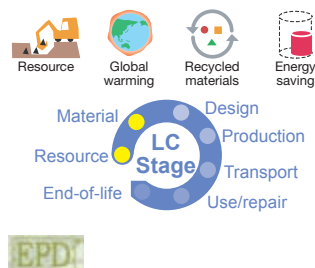 Resource
Global
warming
Recycled
materials
Energy
saving
Material
Design
Production
LC
Stage
Resource
Transport
End-of-life
Use/repair
EPD